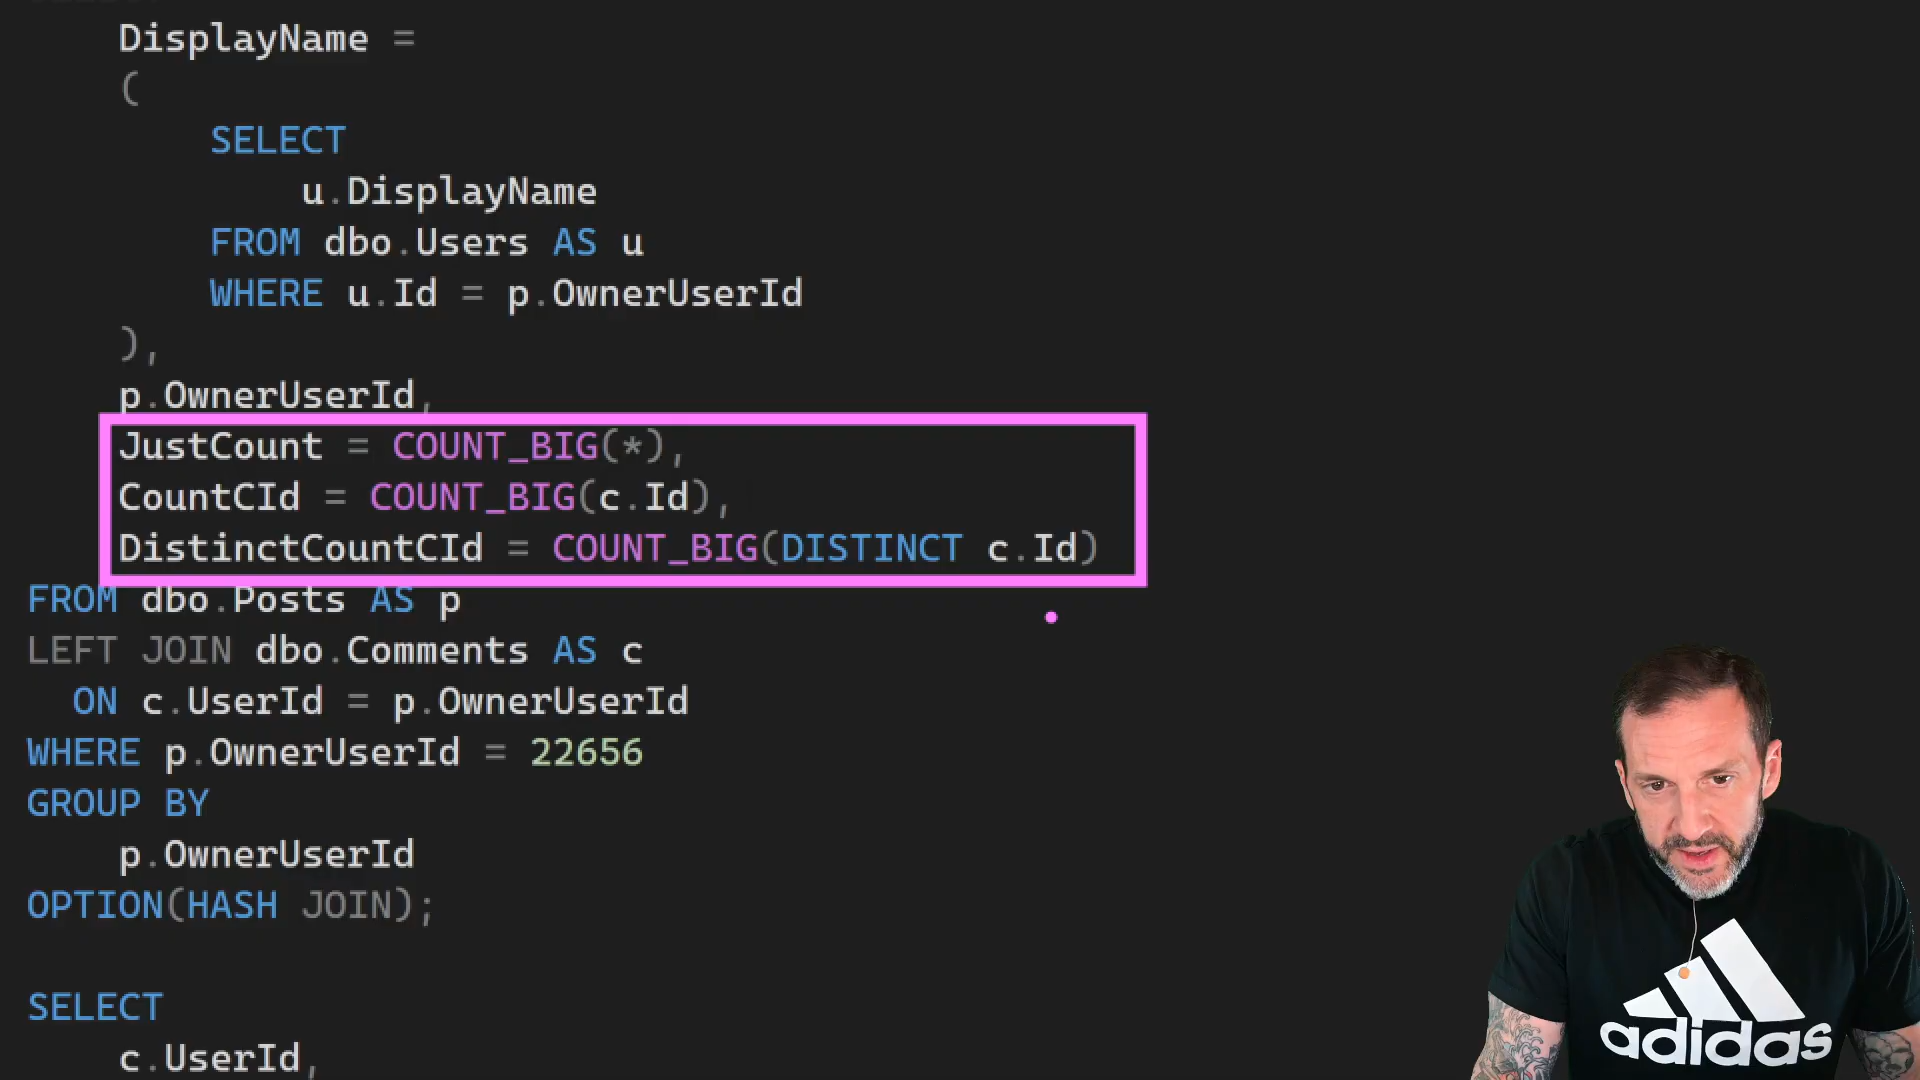 DisplayName =
(
SELECT
u.DisplayName
FROM dbo.Users AS u
WHERE u.Id = p.OwnerUserId
),
p.OwnerUserId,
JustCount = COUNT_BIG(*),
CountCId = COUNT_BIG(c.Id),
DistinctCountCId = COUNT_BIG(DISTINCT c.Id)
FROM dbo.Posts AS p
LEFT JOIN dbo.Comments AS c
ON c.UserId = p.OwnerUserId
WHERE p.OwnerUserId = 22656
GROUP BY
p.OwnerUserId
OPTION(HASH JOIN);
SELECT
c.UserId,
adidas